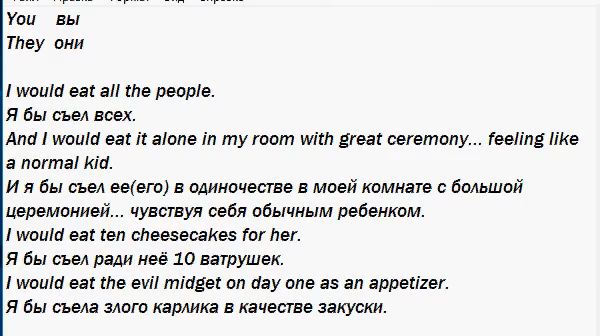 You вы
They они
I would eat all the people.
Я бы съел всех.
And I would eat it alone in my room with great ceremony... feeling like
a normal kid.
И я бы съел ее(его) в одиночестве в моей комнате с большой
церемонией... чувствуя себя обычным ребенком.
I would eat ten cheesecakes for her.
Я бы съел ради неё 10 ватрушек.
I would eat the evil midget on day one as an appetizer.
Я бы съела злого карлика в качестве закуски.